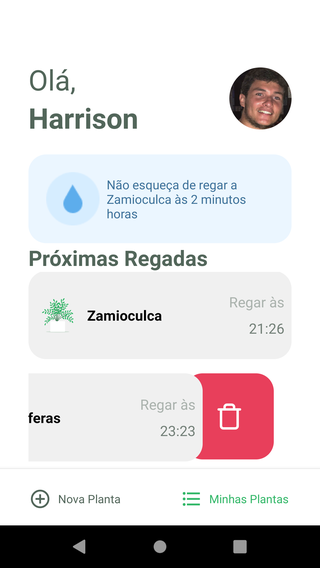 Olá,
Harrison
Não esqueça de regar a
Zamioculca às 2 minutos
horas
Próximas Regadas
Zamioculca
Regar às
21:26
feras
Regar às
23:23
Nova Planta
Minhas Plantas